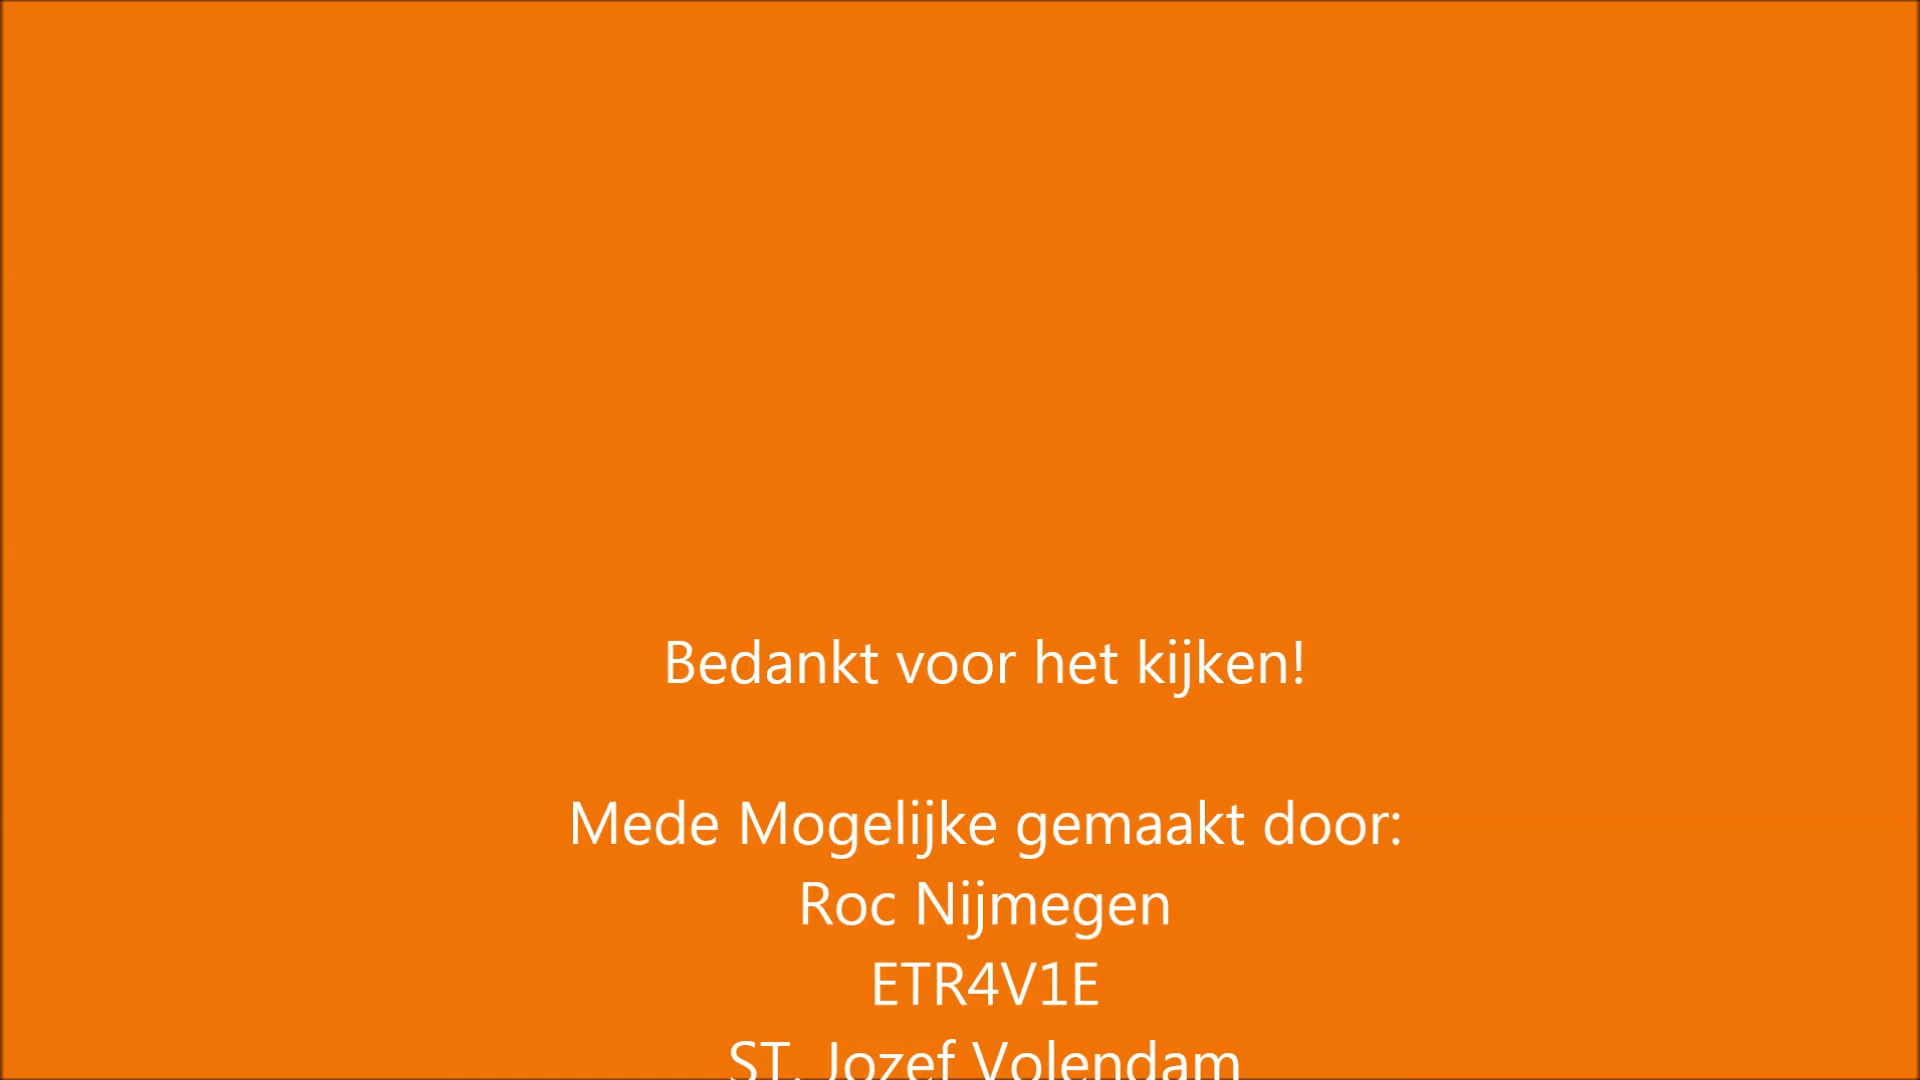 Bedankt voor het kijken!
Mede Mogelijke gemaakt door:
Roc Nijmegen
ETR4V1E
ST. Jozef Volendam